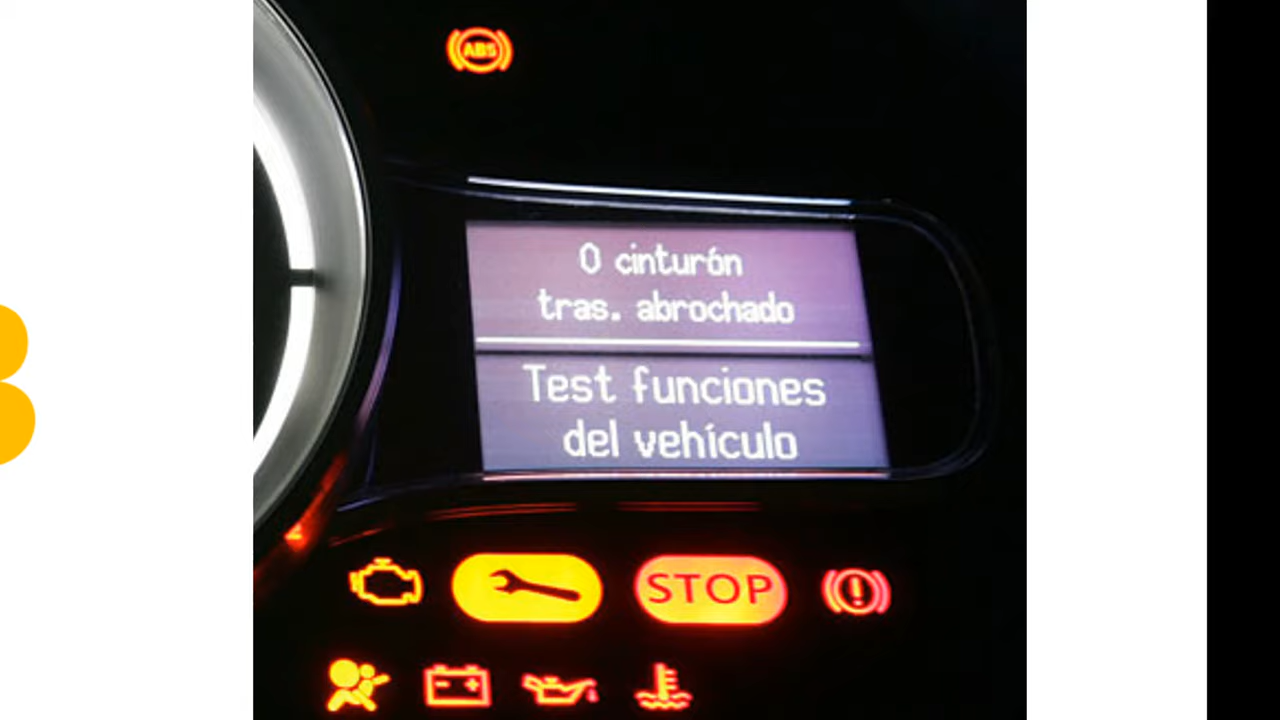 ABS
0 cinturón
tras. abrochado
Test funciones
del vehículo
STOP